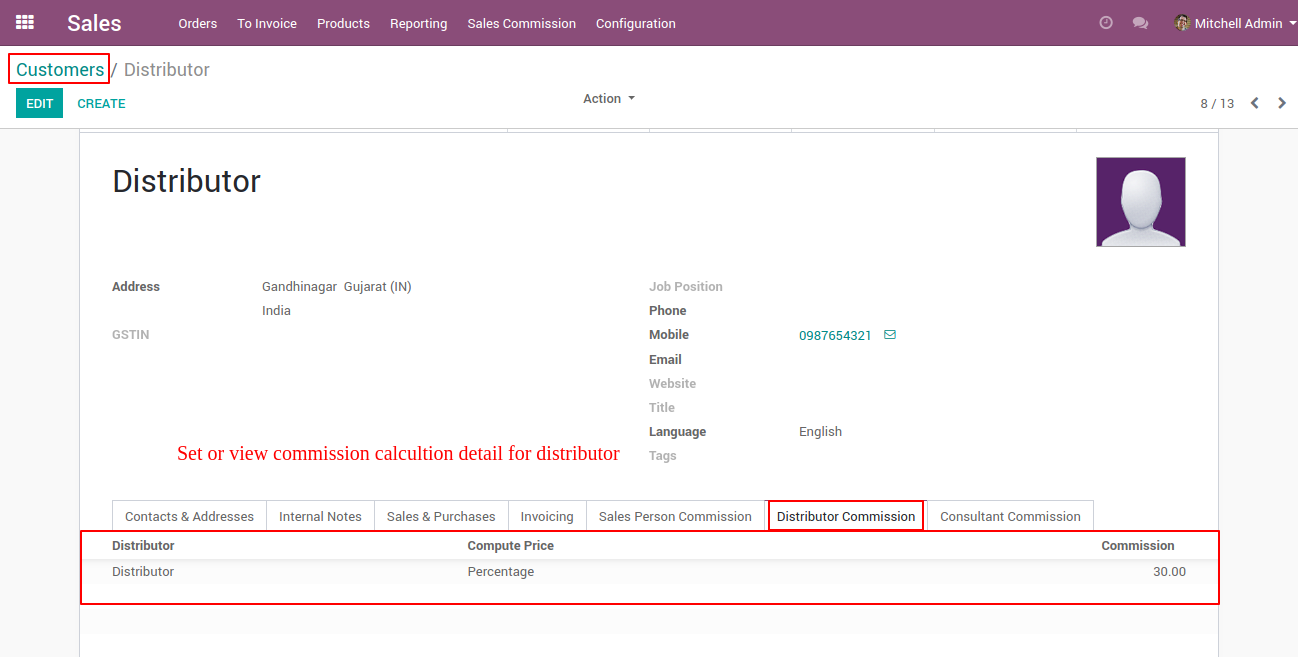 Sales Orders To Invoice Products Reporting Sales Commission Configuration Mitchell Admin
Customers / Distributor
EDIT CREATE Action 8 / 13
Distributor
Address Gandhinagar Gujarat (IN) Job Position
India Phone
GSTIN Mobile 0987654321
Email
Website
Title
Language English
Set or view commission calcultion detail for distributor
Tags
Contacts & Addresses Internal Notes Sales & Purchases Invoicing Sales Person Commission Distributor Commission Consultant Commission
Distributor Compute Price Commission
Distributor Percentage 30.00